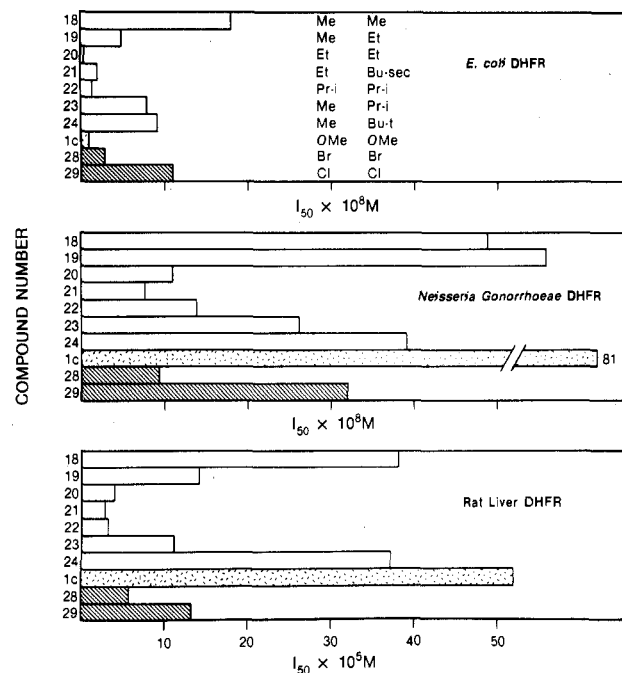 COMPOUND NUMBER
18 Me Me
19 Me Et
20 Et Et
21 Et Bu-sec
22 Pr-i Pr-i
23 Me Pr-i
24 Me Bu-t
1c OMe OMe
28 Br Br
29 Cl Cl
E. coli DHFR
I50 × 10⁸M
18
19
20
21
22
23
24
1c 81
28
29
Neisseria Gonorrhoeae DHFR
I50 × 10⁸M
18
19
20
21
22
23
24
1c
28
29
Rat Liver DHFR
10 20 30 40 50
I50 × 10⁵M